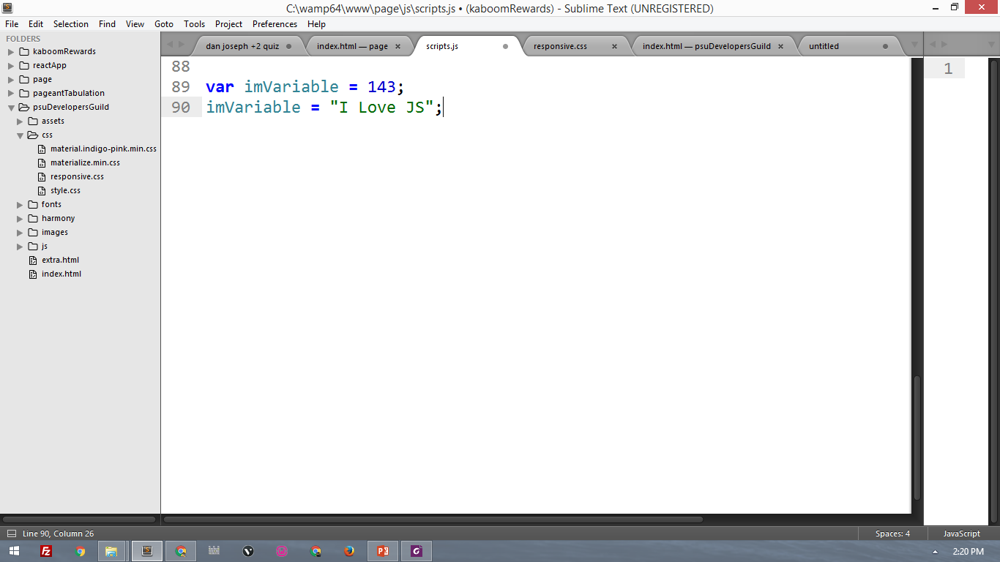 C:\wamp64\www\page\js\scripts.js • (kaboomRewards) - Sublime Text (UNREGISTERED)
File Edit Selection Find View Goto Tools Project Preferences Help
FOLDERS
kaboomRewards
reactApp
page
pageantTabulation
psuDevelopersGuild
assets
css
material.indigo-pink.min.css
materialize.min.css
responsive.css
style.css
fonts
harmony
images
js
extra.html
index.html
dan joseph +2 quiz
index.html — page
scripts.js
responsive.css
index.html — psuDevelopersGuild
untitled
88
89 var imVariable = 143;
90 imVariable = "I Love JS";
1
Line 90, Column 26
Spaces: 4
JavaScript
2:20 PM